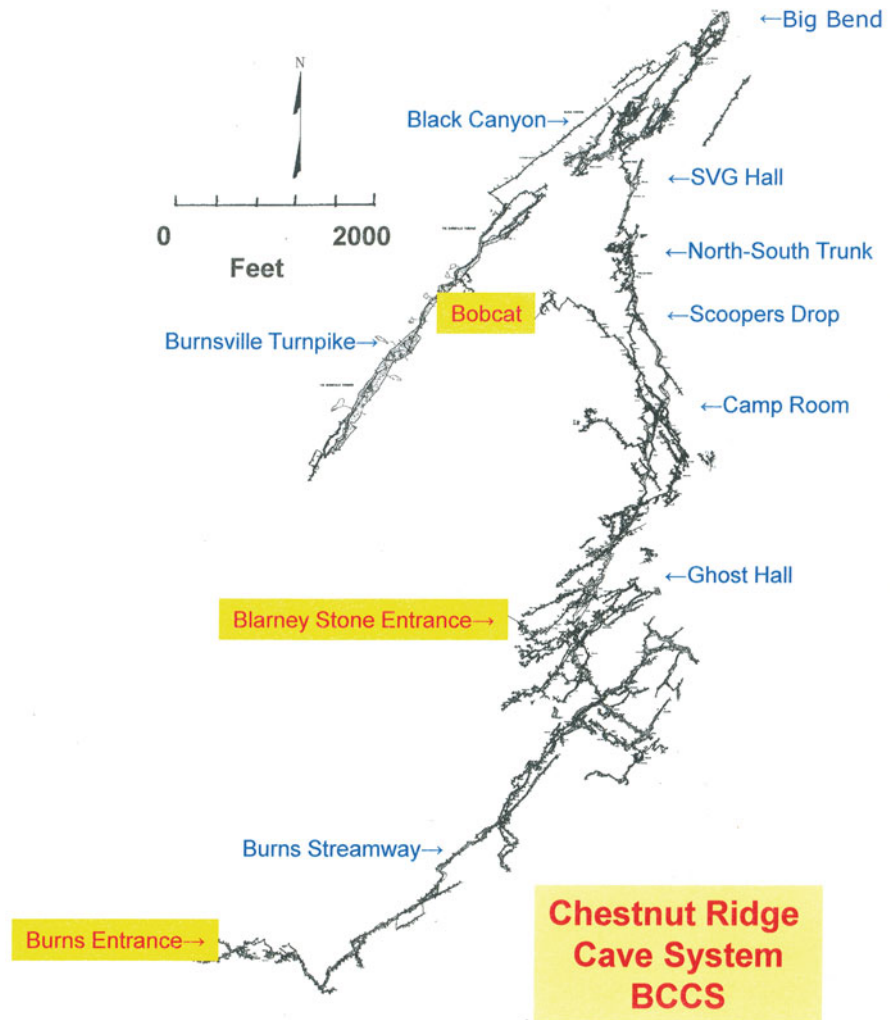 ←Big Bend
N
Black Canyon→
←SVG Hall
0 2000
Feet
←North-South Trunk
Bobcat
←Scoopers Drop
Burnsville Turnpike→
←Camp Room
←Ghost Hall
Blarney Stone Entrance→
Burns Streamway→
Burns Entrance→
Chestnut Ridge
Cave System
BCCS